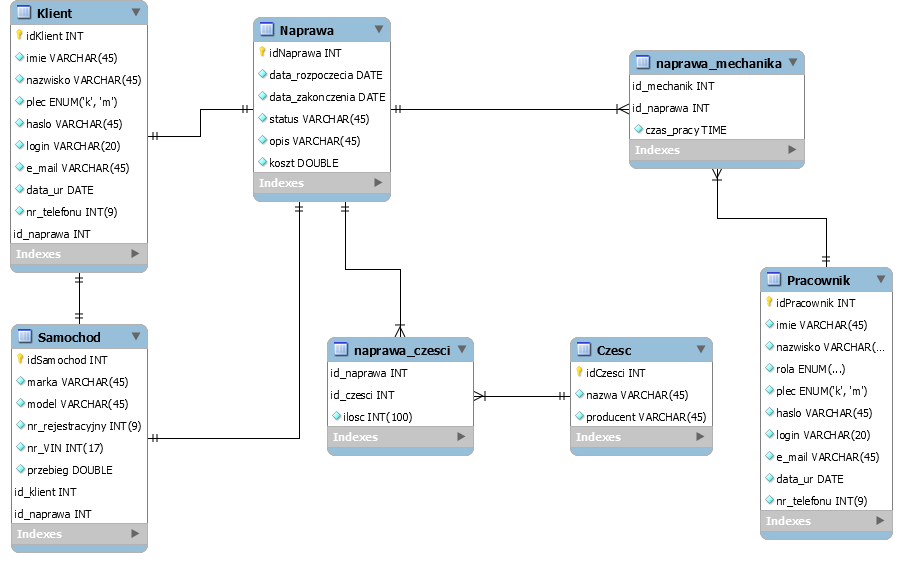 Klient
idKlient INT
imie VARCHAR(45)
nazwisko VARCHAR(45)
plec ENUM('k', 'm')
haslo VARCHAR(45)
login VARCHAR(20)
e_mail VARCHAR(45)
data_ur DATE
nr_telefonu INT(9)
id_naprawa INT
Indexes
Naprawa
idNaprawa INT
data_rozpoczecia DATE
data_zakonczenia DATE
status VARCHAR(45)
opis VARCHAR(45)
koszt DOUBLE
Indexes
naprawa_mechanika
id_mechanik INT
id_naprawa INT
czas_pracy TIME
Indexes
Samochod
idSamochod INT
marka VARCHAR(45)
model VARCHAR(45)
nr_rejestracyjny INT(9)
nr_VIN INT(17)
przebieg DOUBLE
id_klient INT
id_naprawa INT
Indexes
naprawa_czesci
id_naprawa INT
id_czesci INT
ilosc INT(100)
Indexes
Czesc
idCzesci INT
nazwa VARCHAR(45)
producent VARCHAR(45)
Indexes
Pracownik
idPracownik INT
imie VARCHAR(45)
nazwisko VARCHAR(...
rola ENUM(...)
plec ENUM('k', 'm')
haslo VARCHAR(45)
login VARCHAR(20)
e_mail VARCHAR(45)
data_ur DATE
nr_telefonu INT(9)
Indexes